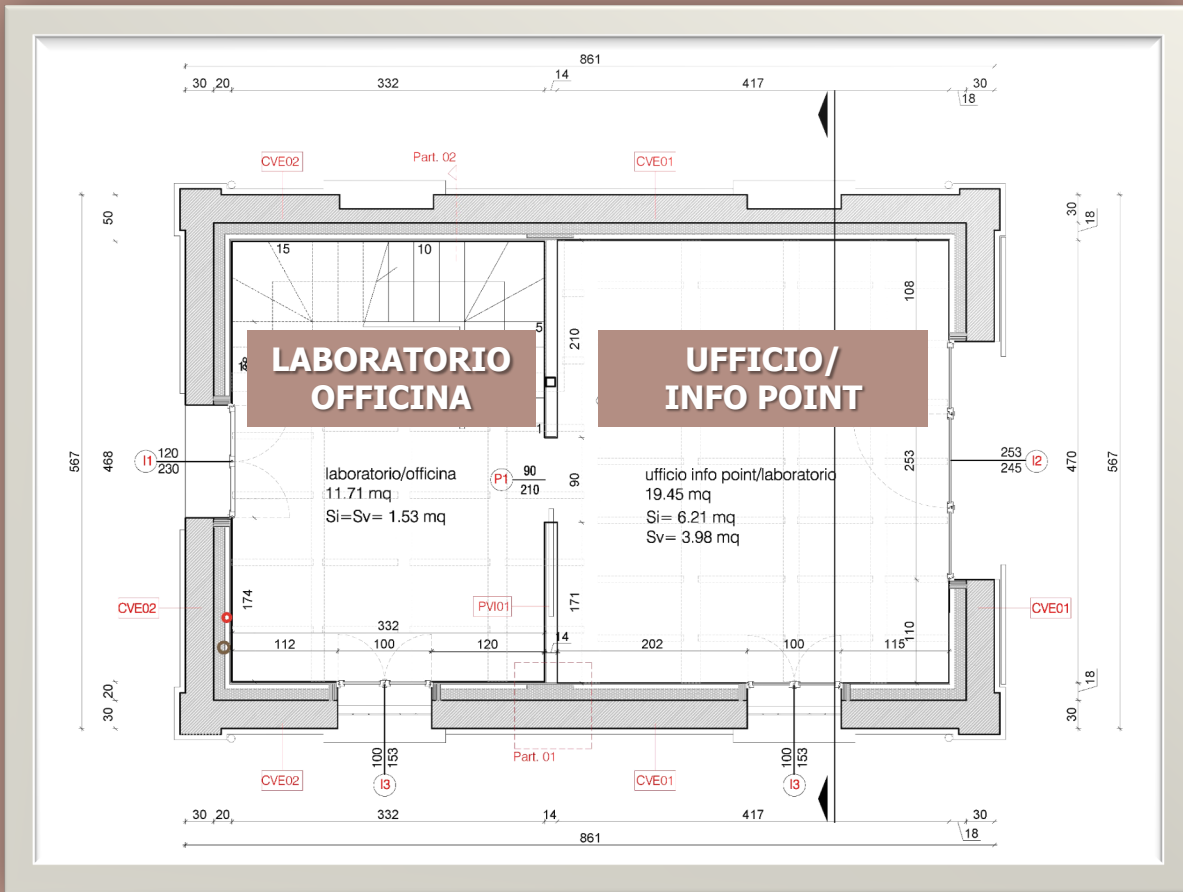 861
14
30 20 332 417 30
18
CVE02
Part. 02
CVE01
50
30
18
15
10
108
5
210
LABORATORIO
OFFICINA
UFFICIO/
INFO POINT
1
567
468
I1
120
230
laboratorio/officina
11.71 mq
Si=Sv= 1.53 mq
P1
90
210
90
ufficio info point/laboratorio
19.45 mq
Si= 6.21 mq
Sv= 3.98 mq
253
253
245
I2
470
567
CVE02
174
PVI01
171
CVE01
332
14
110
112 100 120
202 100 115
20
30
18
30
Part. 01
100
153
100
153
CVE02
I3
CVE01
I3
30 20 332 14 417 30
18
861